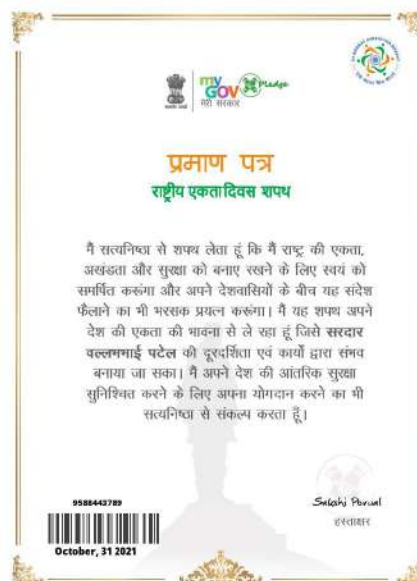 my
GOV Pledge
मेरी सरकार
प्रमाण पत्र
राष्ट्रीय एकता दिवस शपथ
मैं सत्यनिष्ठा से शपथ लेता हूं कि मैं राष्ट्र की एकता,
अखंडता और सुरक्षा को बनाए रखने के लिए स्वयं को
समर्पित करूंगा और अपने देशवासियों के बीच यह संदेश
फैलाने का भी भरसक प्रयत्न करूंगा। मैं यह शपथ अपने
देश की एकता की भावना से ले रहा हूं जिसे सरदार
वल्लभभाई पटेल की दूरदर्शिता एवं कार्यों द्वारा संभव
बनाया जा सका। मैं अपने देश की आंतरिक सुरक्षा
सुनिश्चित करने के लिए अपना योगदान करने का भी
सत्यनिष्ठा से संकल्प करता हूँ।
9588443789
October, 31 2021
Sakshi Porwal
हस्ताक्षर